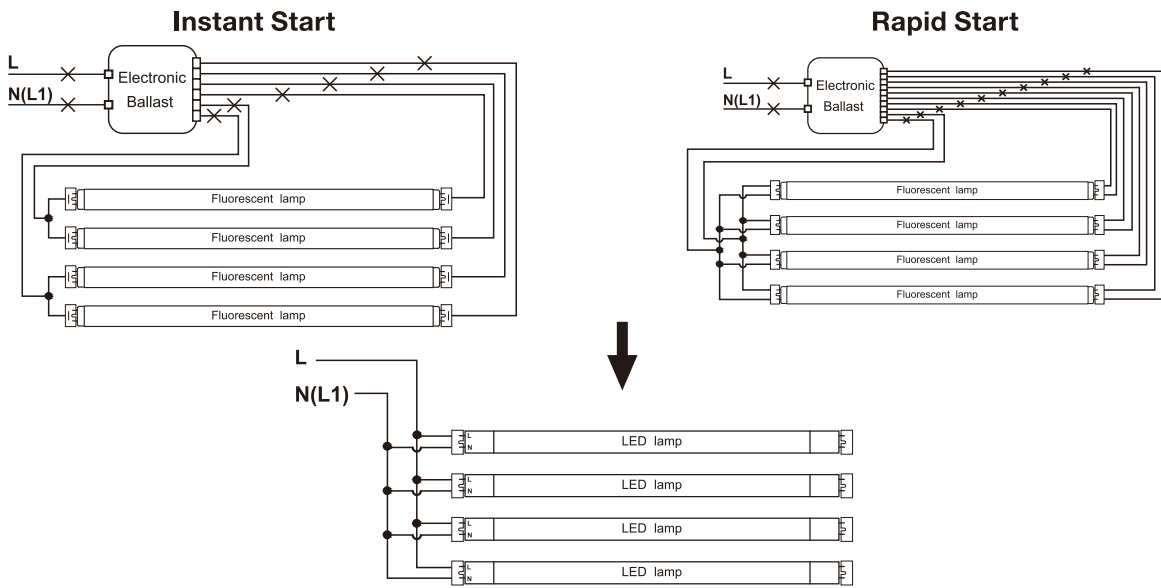 Instant Start
L
N(L1)
Electronic
Ballast
Fluorescent lamp
Fluorescent lamp
Fluorescent lamp
Fluorescent lamp
Rapid Start
L
N(L1)
Electronic
Ballast
Fluorescent lamp
Fluorescent lamp
Fluorescent lamp
Fluorescent lamp
L
N(L1)
L
N
LED lamp
L
N
LED lamp
L
N
LED lamp
L
N
LED lamp